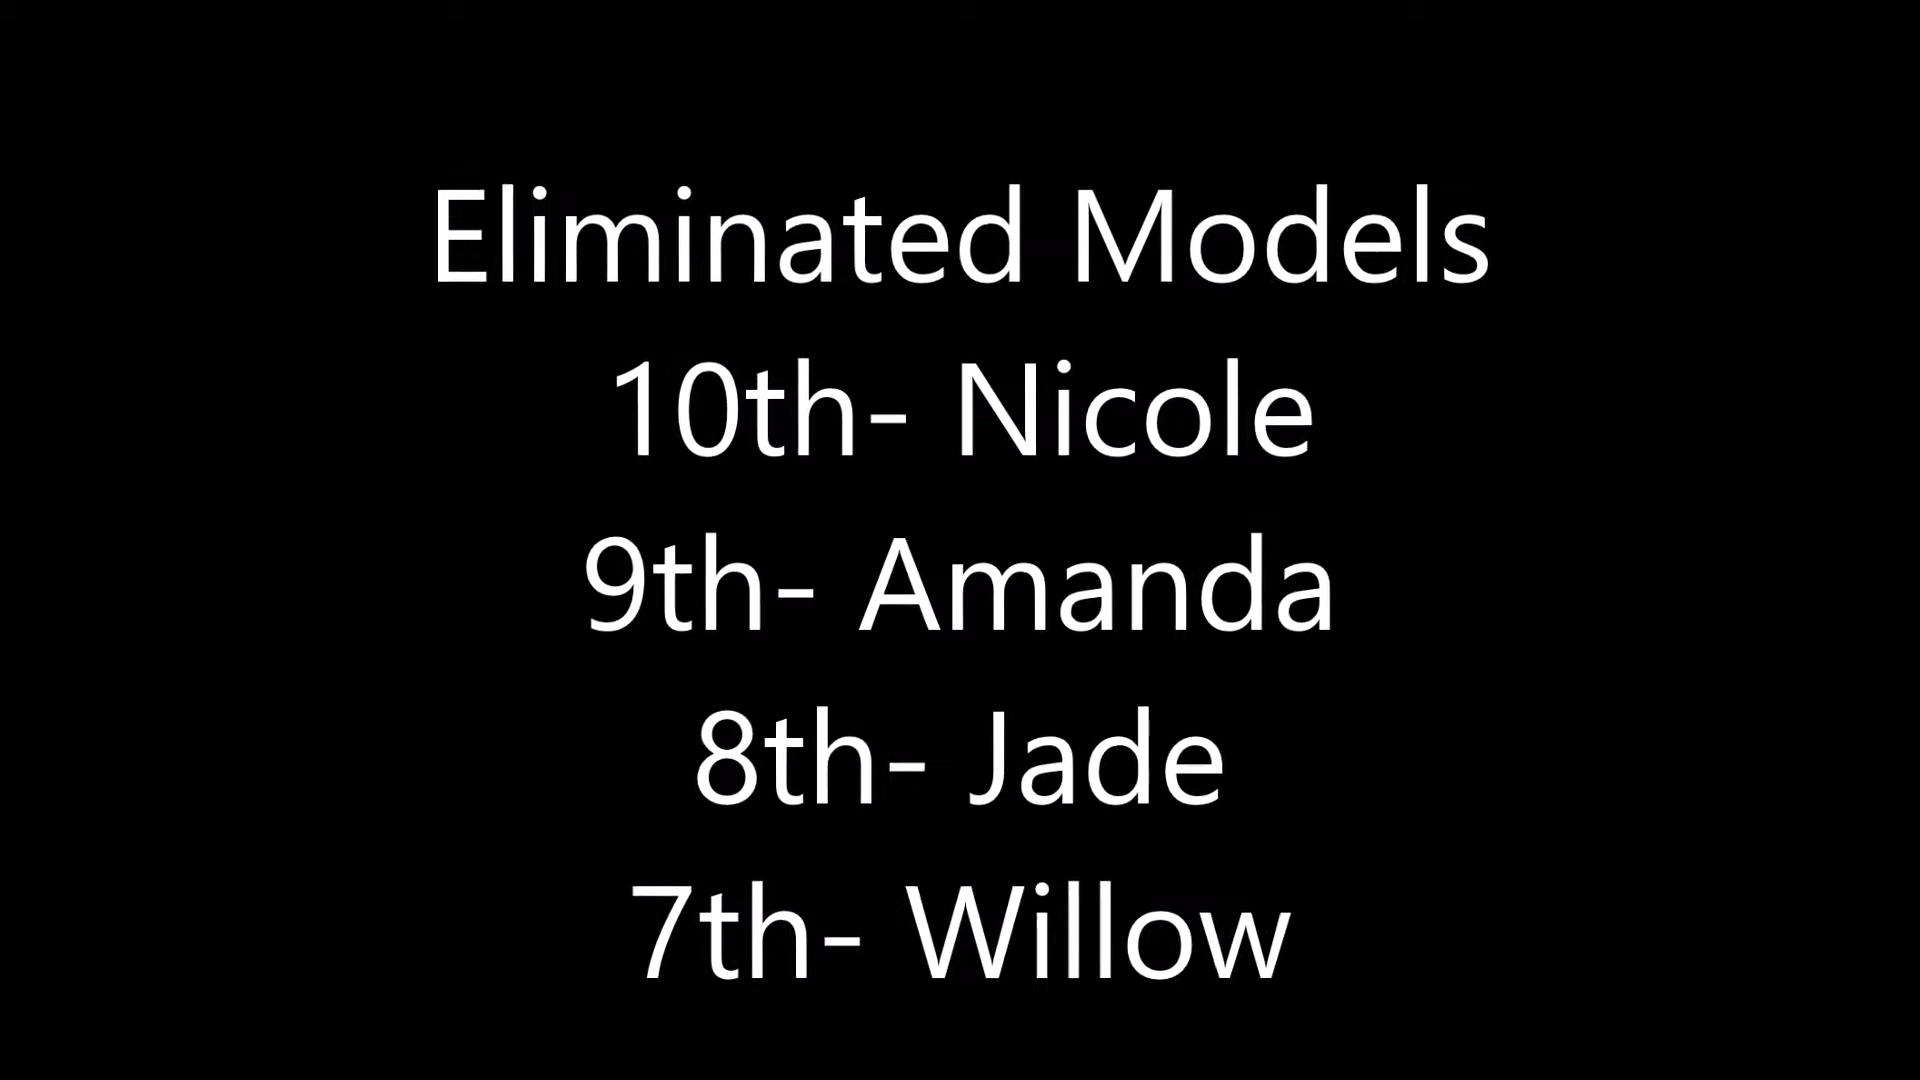 Eliminated Models
10th- Nicole
9th- Amanda
8th- Jade
7th- Willow